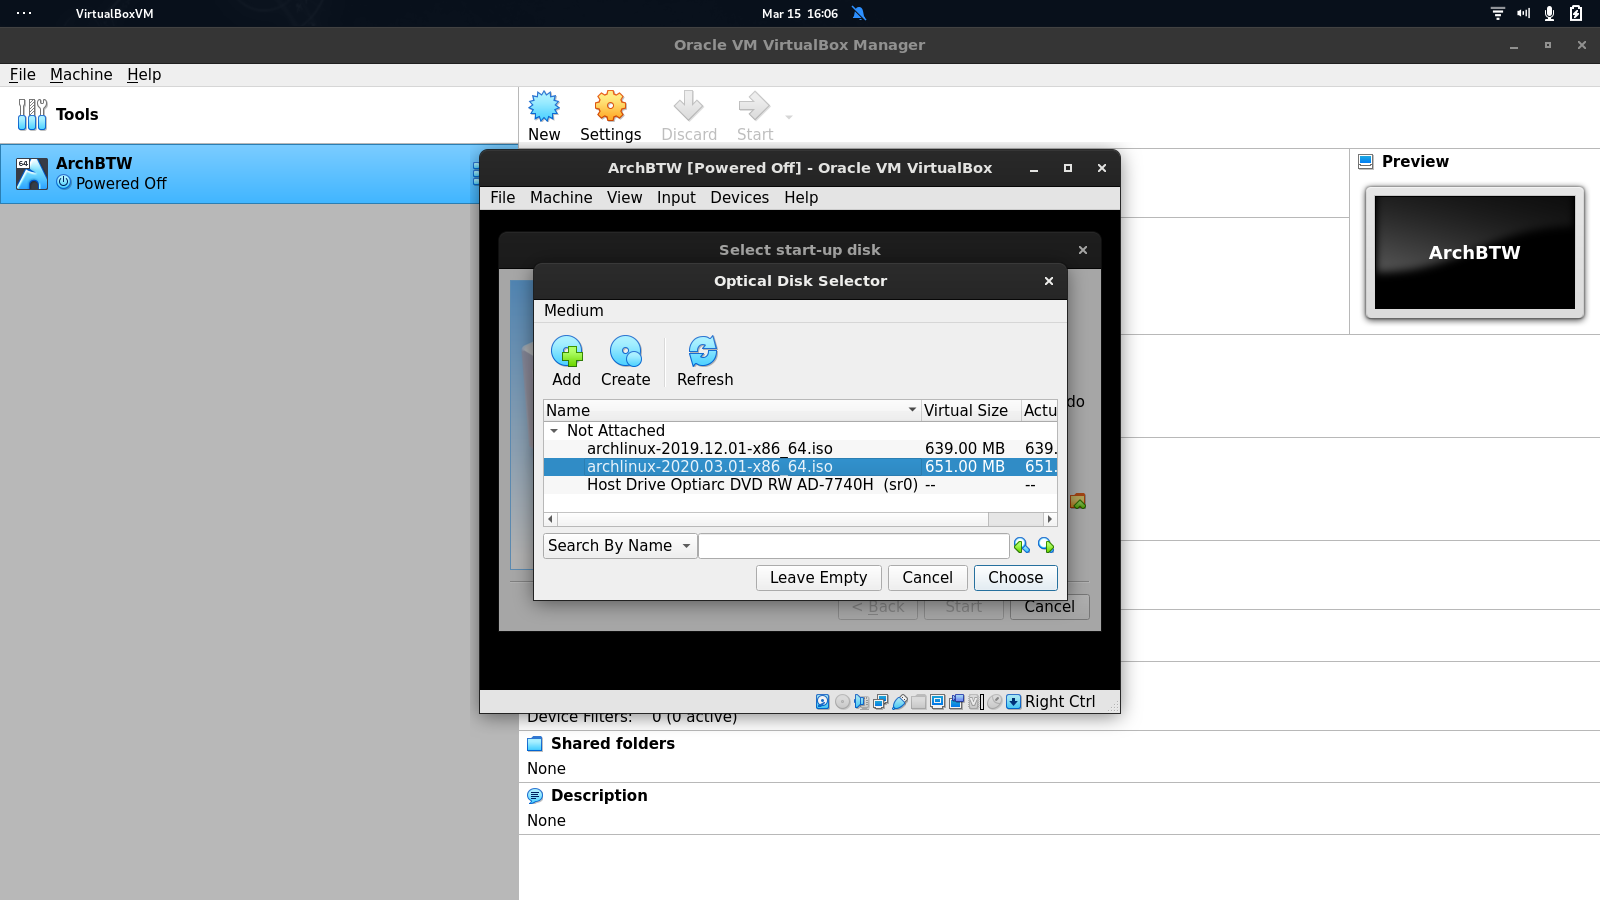 VirtualBoxVM
Mar 15 16:06
Oracle VM VirtualBox Manager
File Machine Help
Tools
New Settings Discard Start
64
ArchBTW
Powered Off
ArchBTW [Powered Off] - Oracle VM VirtualBox
File Machine View Input Devices Help
Preview
ArchBTW
Select start-up disk
Optical Disk Selector
Medium
Add Create Refresh
do
Name Virtual Size Actu
Not Attached
archlinux-2019.12.01-x86_64.iso 639.00 MB 639.
archlinux-2020.03.01-x86_64.iso 651.00 MB 651.
Host Drive Optiarc DVD RW AD-7740H (sr0) -- --
Search By Name
Leave Empty Cancel Choose
< Back Start Cancel
Right Ctrl
Device Filters: 0 (0 active)
Shared folders
None
Description
None